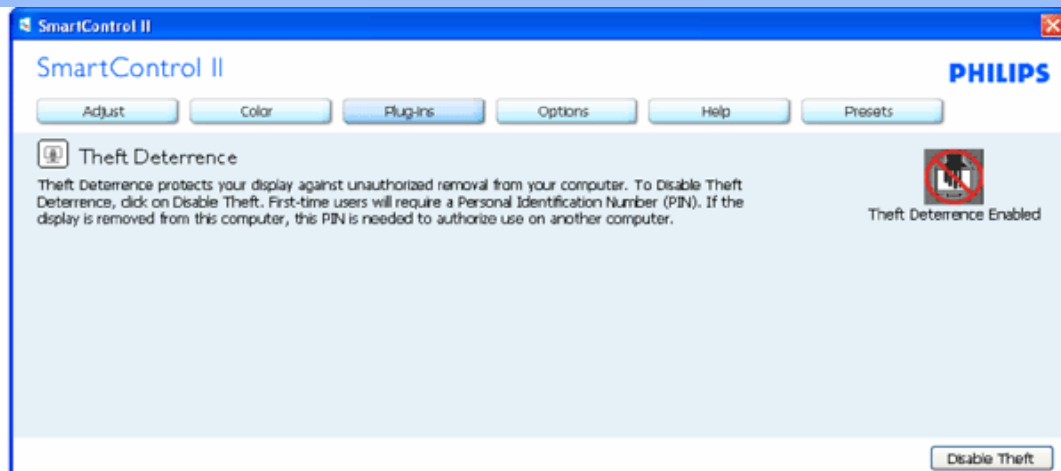 SmartControl II
SmartControl II
PHILIPS
Adjust Color Plug-Ins Options Help Presets
Theft Deterrence
Theft Deterrence protects your display against unauthorized removal from your computer. To Disable Theft
Deterrence, click on Disable Theft. First-time users will require a Personal Identification Number (PIN). If the
display is removed from this computer, this PIN is needed to authorize use on another computer.
Theft Deterrence Enabled
Disable Theft